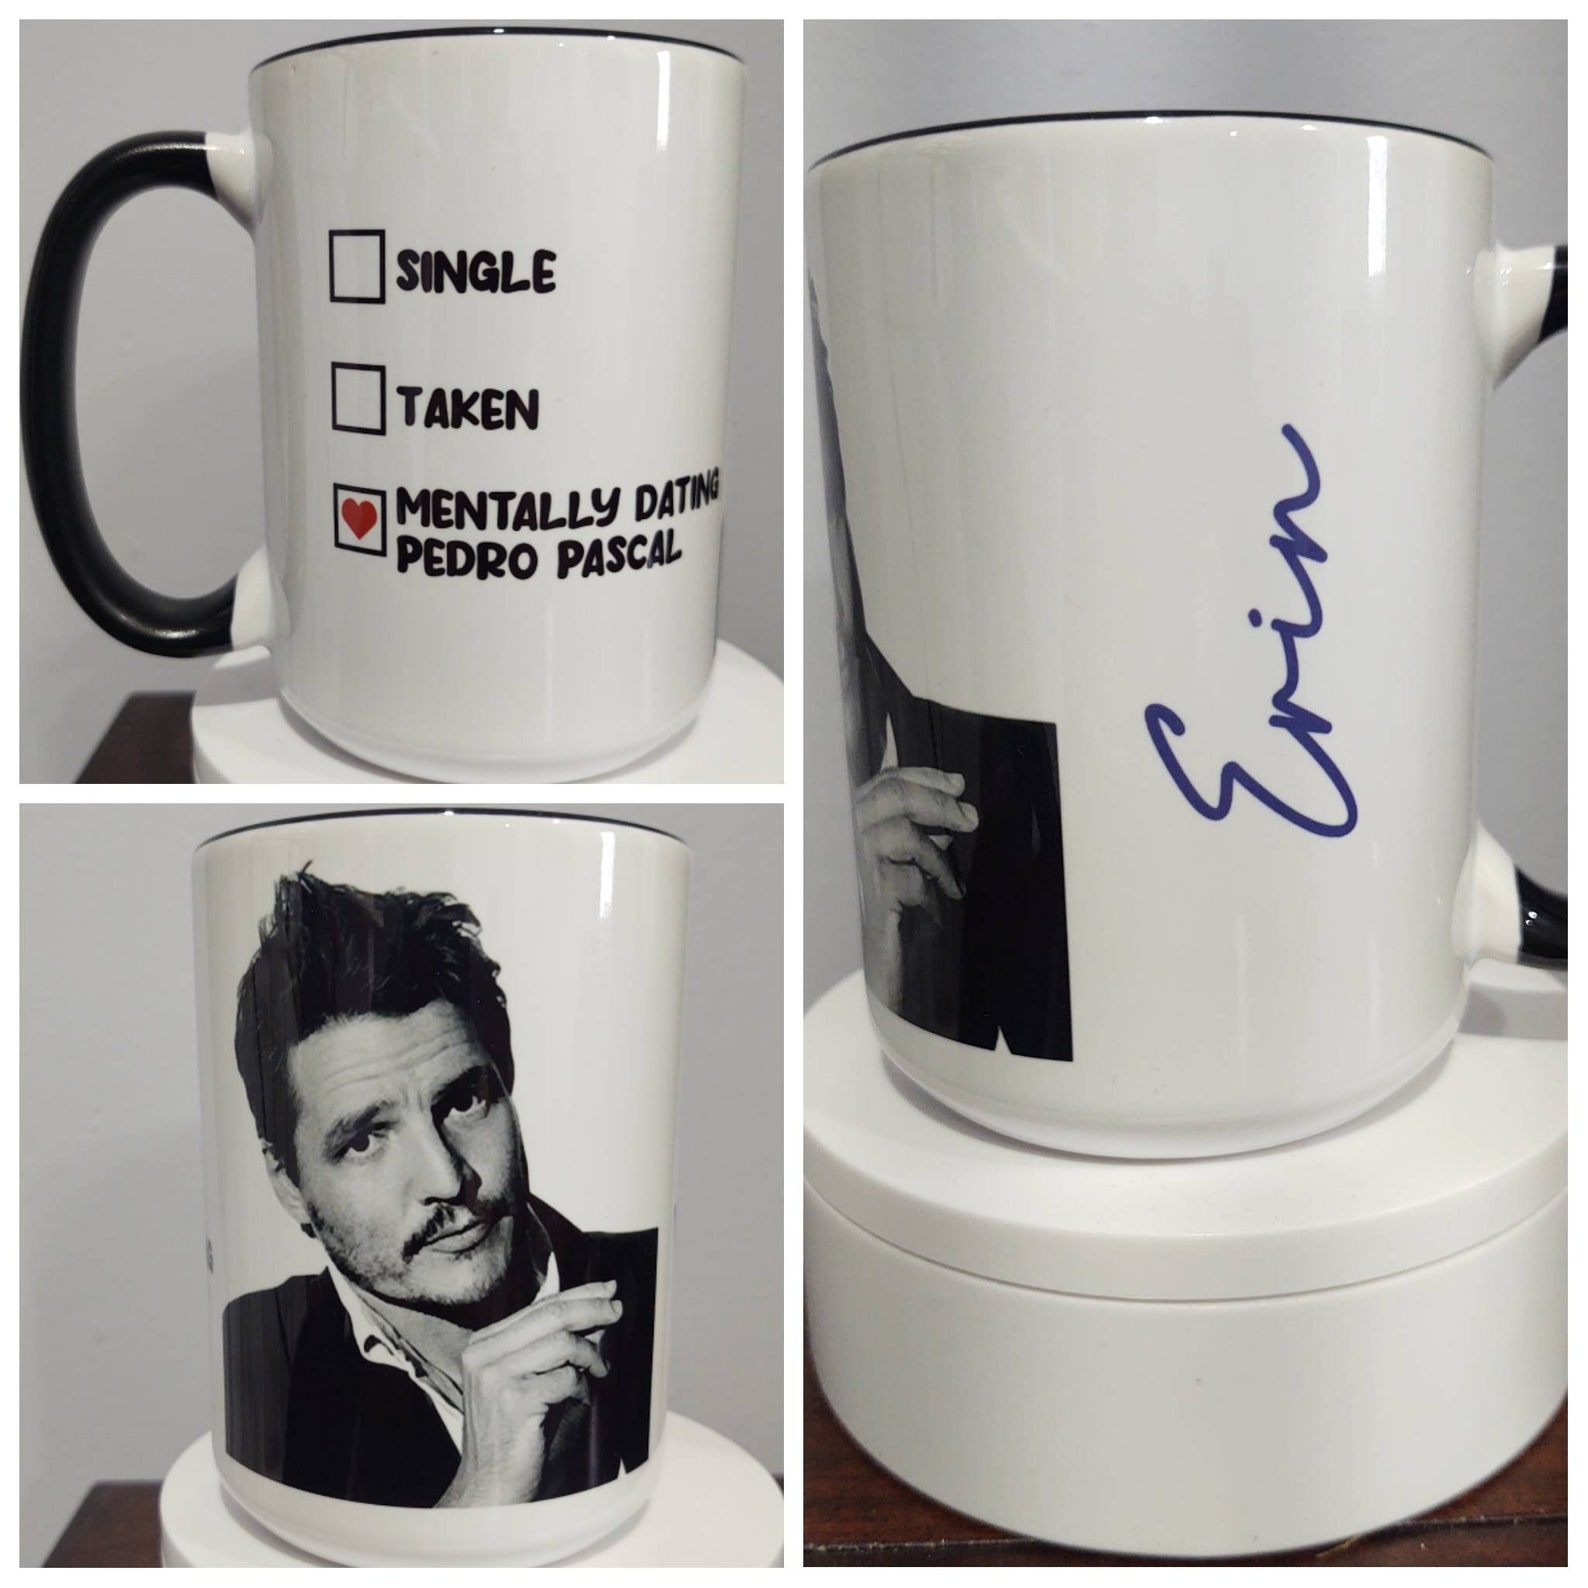 SINGLE
TAKEN
MENTALLY DATING
PEDRO PASCAL
Erin